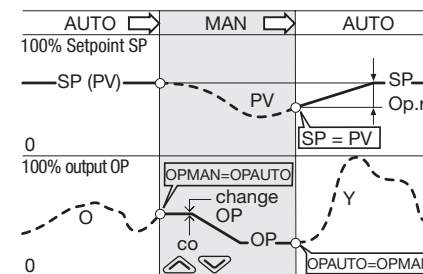 AUTO MAN AUTO
100% Setpoint SP
SP (PV)
PV
SP
Op.r
SP = PV
0
100% output OP
OPMAN=OPAUTO
change
OP
O
Y
co
OP
0
OPAUTO=OPMAN